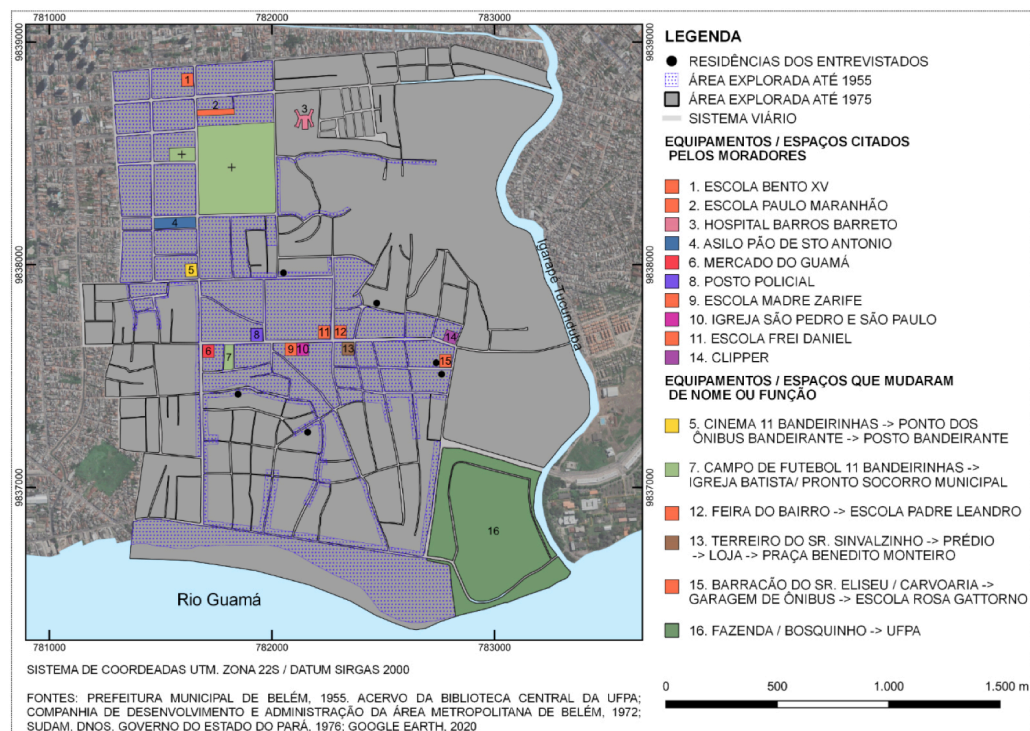 781000
782000
783000
9839000
9838000
9837000
9839000
9838000
9837000
1
2
3
4
5
6
7
8
9
10
11
12
13
14
15
16
Igarape Tucunduba
Rio Guamá
781000
782000
783000
LEGENDA
RESIDÊNCIAS DOS ENTREVISTADOS
ÁREA EXPLORADA ATÉ 1955
ÁREA EXPLORADA ATÉ 1975
SISTEMA VIÁRIO
EQUIPAMENTOS / ESPAÇOS CITADOS
PELOS MORADORES
1. ESCOLA BENTO XV
2. ESCOLA PAULO MARANHÃO
3. HOSPITAL BARROS BARRETO
4. ASILO PÃO DE STO ANTONIO
6. MERCADO DO GUAMÁ
8. POSTO POLICIAL
9. ESCOLA MADRE ZARIFE
10. IGREJA SÃO PEDRO E SÃO PAULO
11. ESCOLA FREI DANIEL
14. CLIPPER
EQUIPAMENTOS / ESPAÇOS QUE MUDARAM
DE NOME OU FUNÇÃO
5. CINEMA 11 BANDEIRINHAS -> PONTO DOS
ÔNIBUS BANDEIRANTE -> POSTO BANDEIRANTE
7. CAMPO DE FUTEBOL 11 BANDEIRINHAS ->
IGREJA BATISTA/ PRONTO SOCORRO MUNICIPAL
12. FEIRA DO BAIRRO -> ESCOLA PADRE LEANDRO
13. TERREIRO DO SR. SINVALZINHO -> PRÉDIO
-> LOJA -> PRAÇA BENEDITO MONTEIRO
15. BARRACÃO DO SR. ELISEU / CARVOARIA ->
GARAGEM DE ÔNIBUS -> ESCOLA ROSA GATTORNO
16. FAZENDA / BOSQUINHO -> UFPA
SISTEMA DE COORDEADAS UTM. ZONA 22S / DATUM SIRGAS 2000
FONTES: PREFEITURA MUNICIPAL DE BELÉM, 1955. ACERVO DA BIBLIOTECA CENTRAL DA UFPA;
COMPANHIA DE DESENVOLVIMENTO E ADMINISTRAÇÃO DA ÁREA METROPOLITANA DE BELÉM, 1972;
SUDAM, DNOS, GOVERNO DO ESTADO DO PARÁ, 1976; GOOGLE EARTH, 2020
0 500 1.000 1.500 m